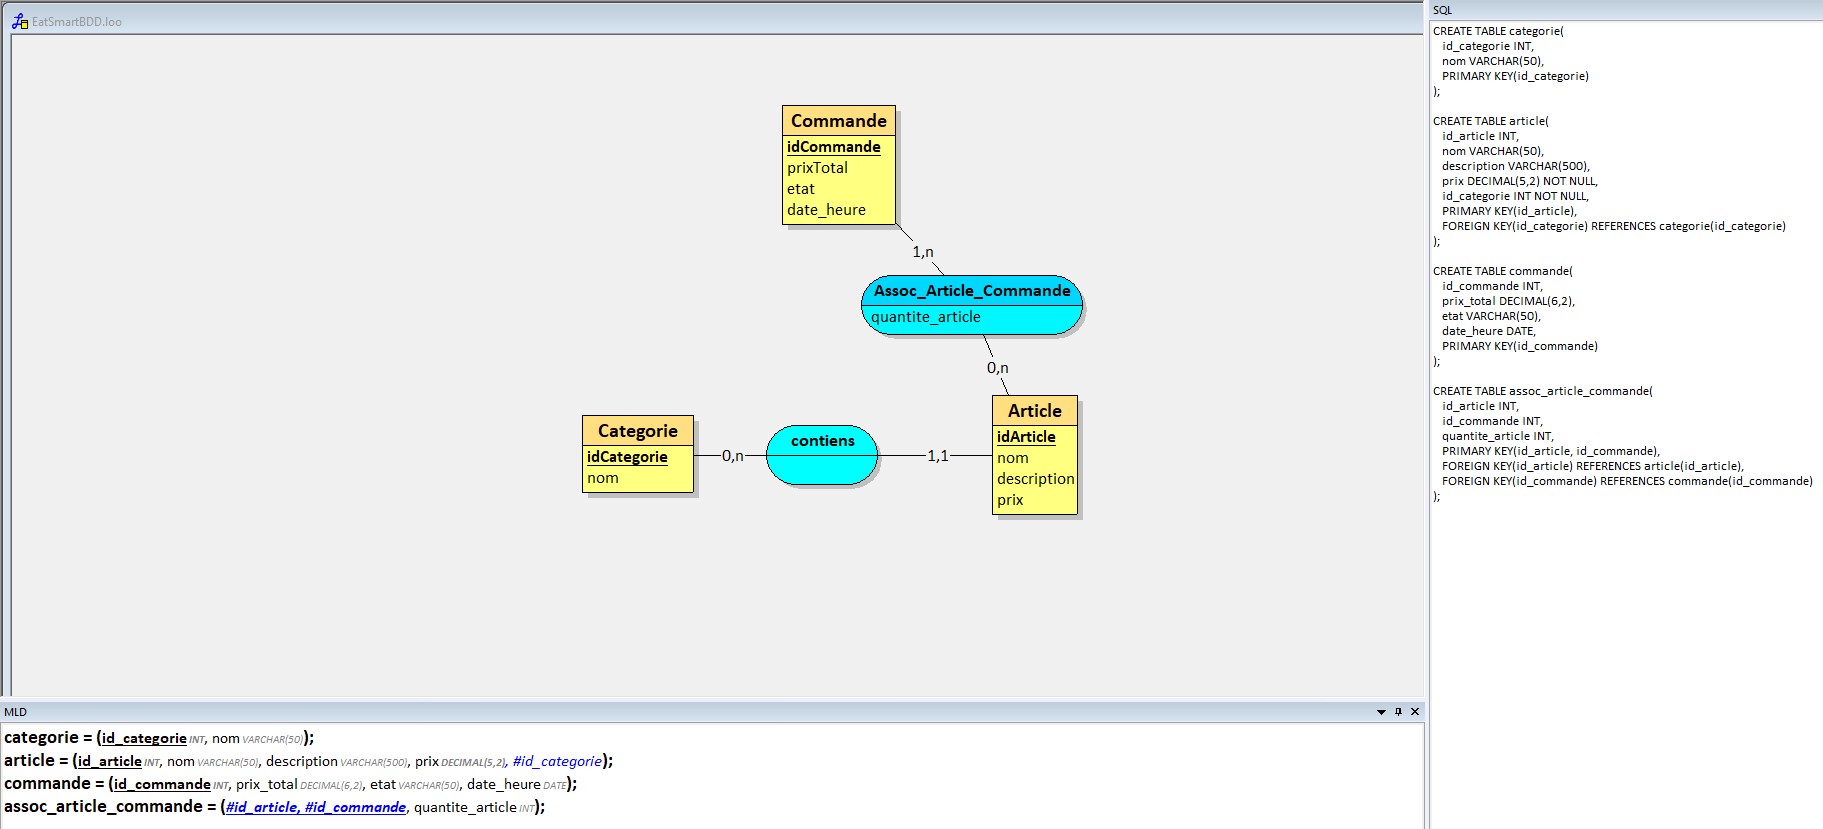 EatSmartBDD.loo
Commande
idCommande
prixTotal
etat
date_heure
1,n
Assoc_Article_Commande
quantite_article
0,n
Categorie
idCategorie
nom
0,n
contiens
1,1
Article
idArticle
nom
description
prix
MLD
categorie = (id_categorie INT, nom VARCHAR(50));
article = (id_article INT, nom VARCHAR(50), description VARCHAR(500), prix DECIMAL(5,2), #id_categorie);
commande = (id_commande INT, prix_total DECIMAL(6,2), etat VARCHAR(50), date_heure DATE);
assoc_article_commande = (#id_article, #id_commande, quantite_article INT);
SQL
CREATE TABLE categorie(
id_categorie INT,
nom VARCHAR(50),
PRIMARY KEY(id_categorie)
);
CREATE TABLE article(
id_article INT,
nom VARCHAR(50),
description VARCHAR(500),
prix DECIMAL(5,2) NOT NULL,
id_categorie INT NOT NULL,
PRIMARY KEY(id_article),
FOREIGN KEY(id_categorie) REFERENCES categorie(id_categorie)
);
CREATE TABLE commande(
id_commande INT,
prix_total DECIMAL(6,2),
etat VARCHAR(50),
date_heure DATE,
PRIMARY KEY(id_commande)
);
CREATE TABLE assoc_article_commande(
id_article INT,
id_commande INT,
quantite_article INT,
PRIMARY KEY(id_article, id_commande),
FOREIGN KEY(id_article) REFERENCES article(id_article),
FOREIGN KEY(id_commande) REFERENCES commande(id_commande)
);